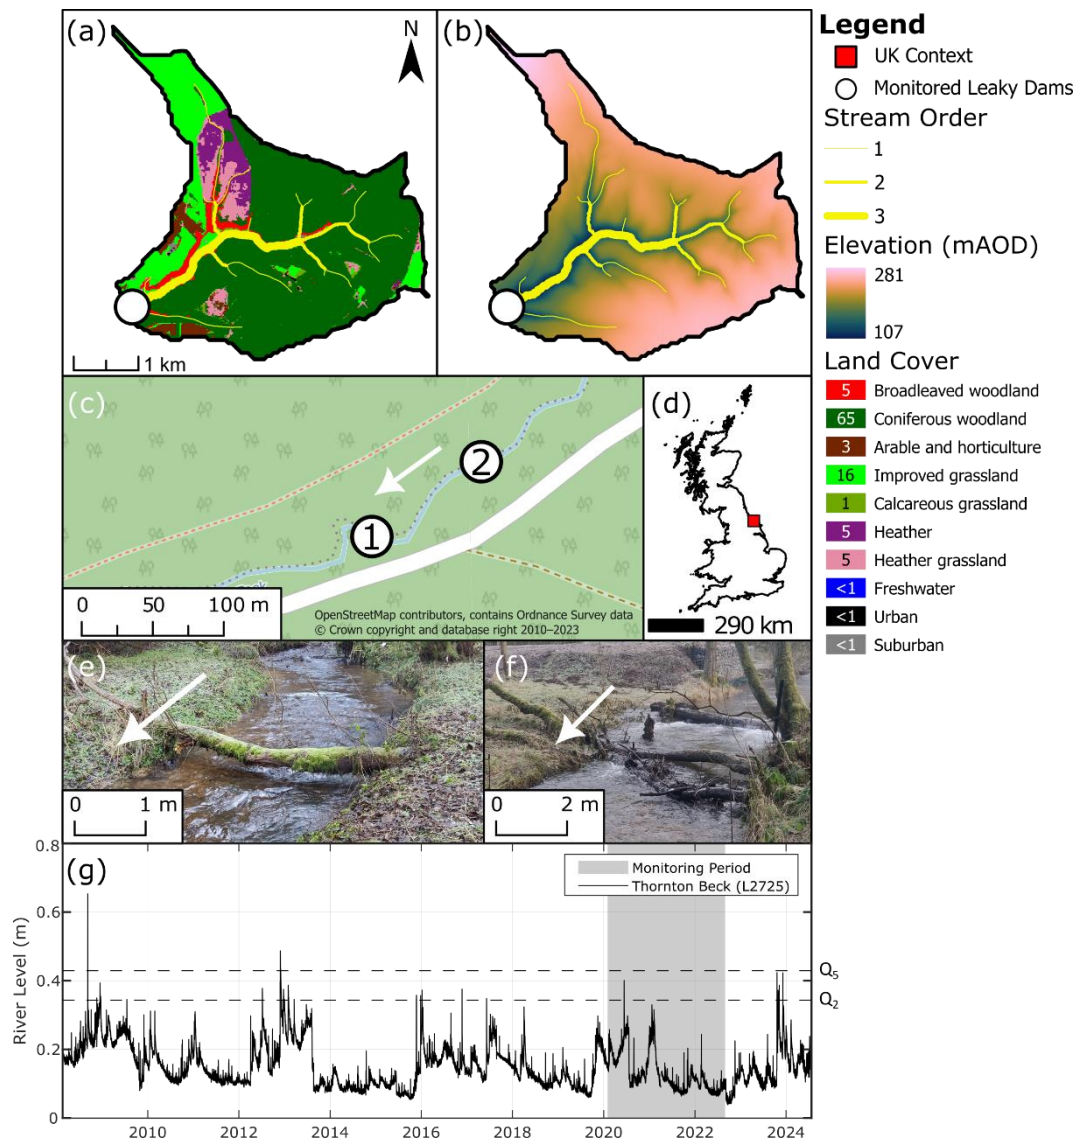 (a)
N
1 km
(b)
Legend
UK Context
Monitored Leaky Dams
Stream Order
1
2
3
Elevation (mAOD)
281
107
Land Cover
5 Broadleaved woodland
65 Coniferous woodland
3 Arable and horticulture
16 Improved grassland
1 Calcareous grassland
5 Heather
5 Heather grassland
<1 Freshwater
<1 Urban
<1 Suburban
(c)
2
1
0 50 100 m
OpenStreetMap contributors, contains Ordnance Survey data
© Crown copyright and database right 2010–2023
(d)
290 km
(e)
0 1 m
(f)
0 2 m
(g)
Monitoring Period
Thornton Beck (L2725)
River Level (m)
0.8
0.6
0.4
0.2
0
Q5
Q2
2010 2012 2014 2016 2018 2020 2022 2024